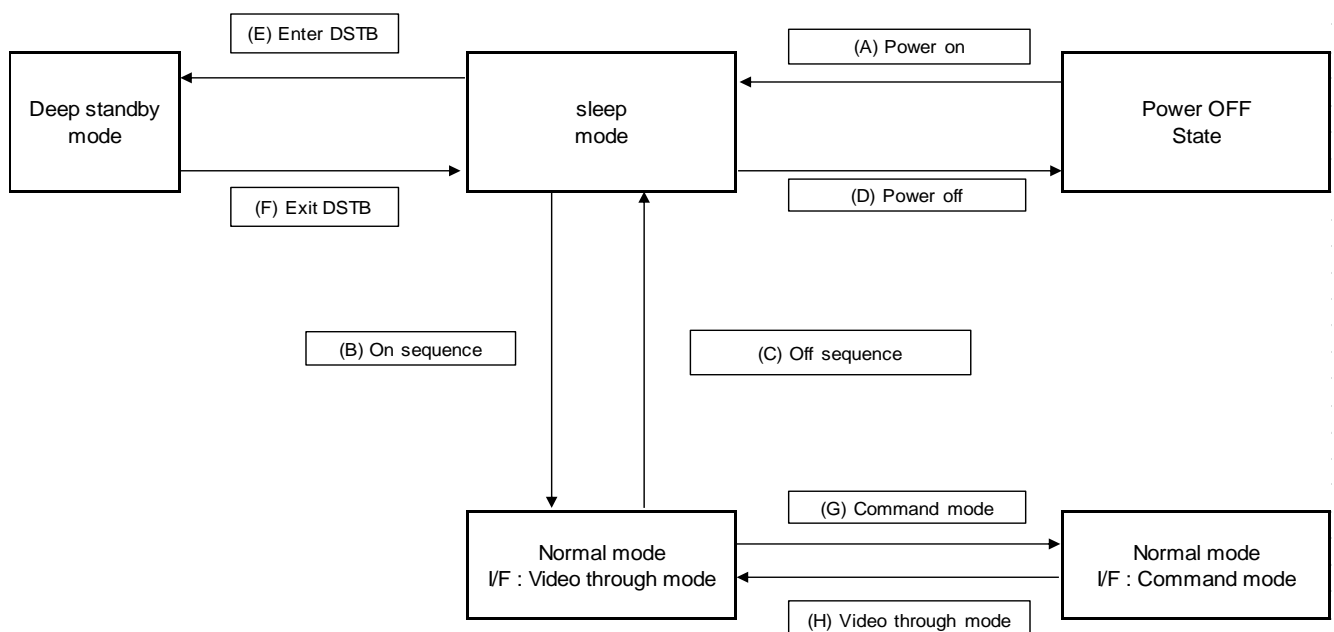 (E) Enter DSTB
(A) Power on
Deep standby
mode
sleep
mode
Power OFF
State
(F) Exit DSTB
(D) Power off
(B) On sequence
(C) Off sequence
(G) Command mode
Normal mode
I/F : Video through mode
Normal mode
I/F : Command mode
(H) Video through mode